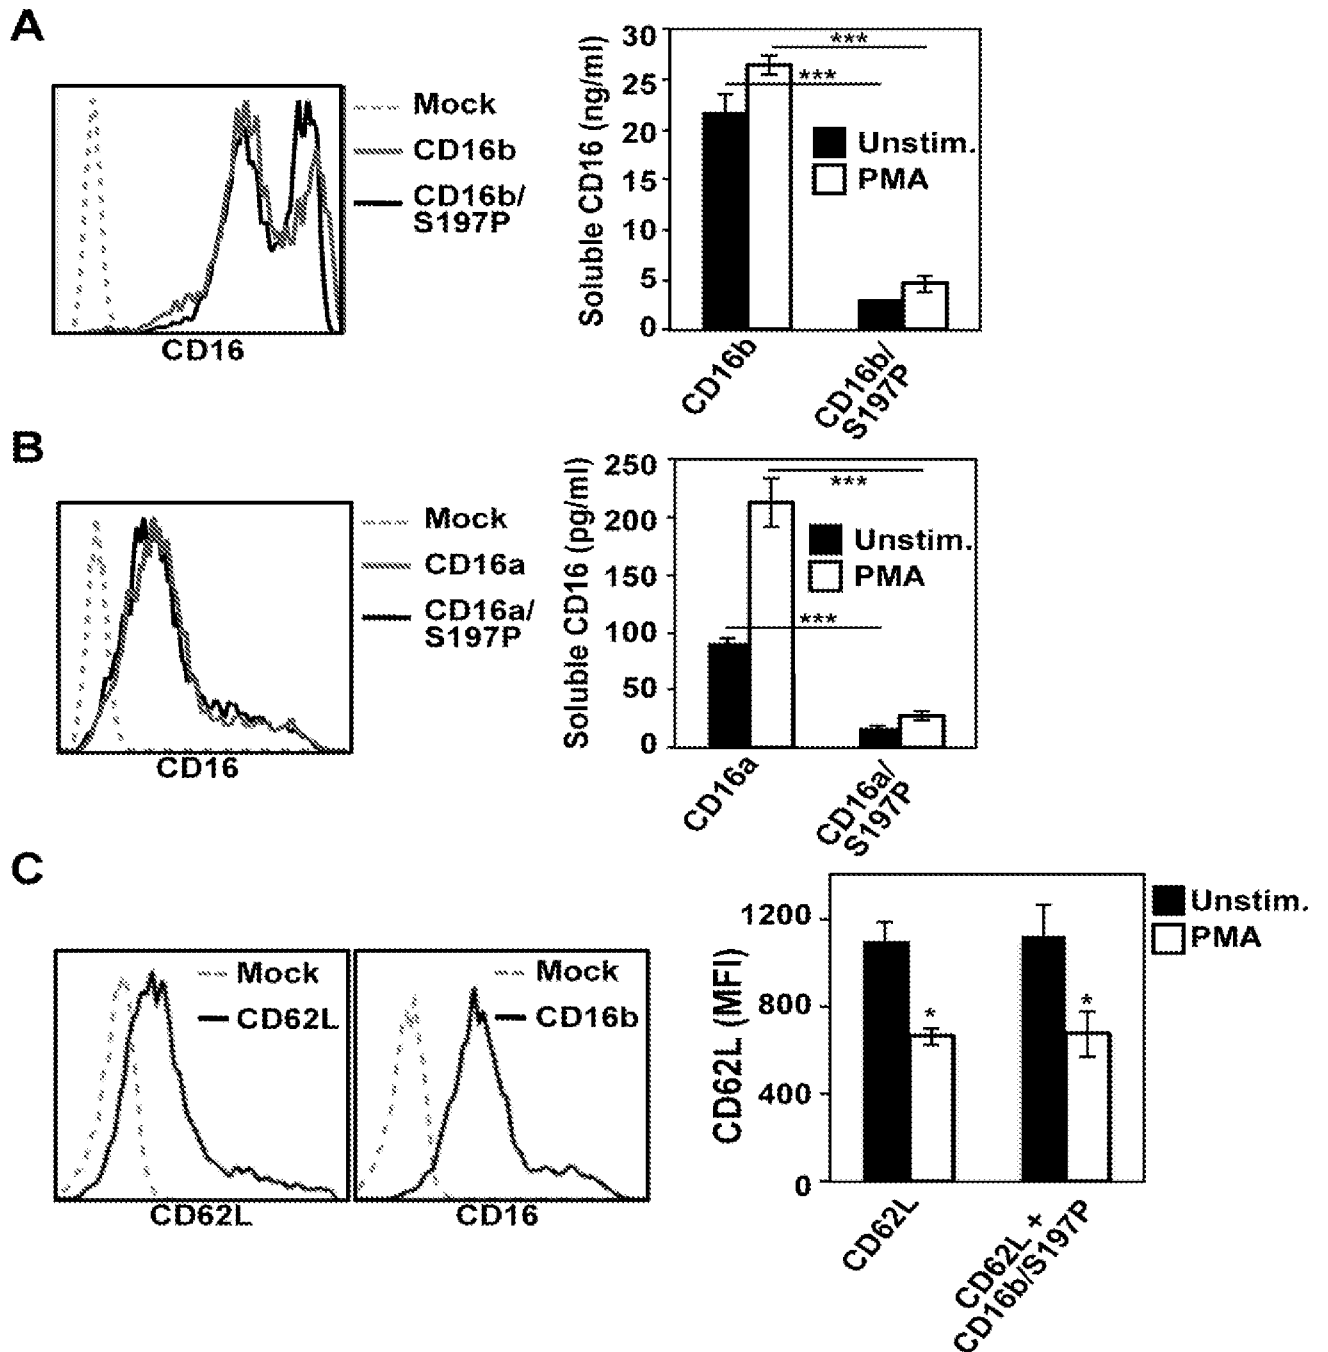 A
Mock
CD16b
CD16b/
S197P
CD16
Soluble CD16 (ng/ml)
30
25
20
15
10
5
0
***
***
Unstim.
PMA
CD16b
CD16b/
S197P
B
Mock
CD16a
CD16a/
S197P
CD16
Soluble CD16 (pg/ml)
250
200
150
100
50
0
***
***
Unstim.
PMA
CD16a
CD16a/
S197P
C
Mock
CD62L
CD62L
Mock
CD16b
CD16
CD62L (MFI)
1200
800
400
0
*
*
Unstim.
PMA
CD62L
CD62L +
CD16b/S197P